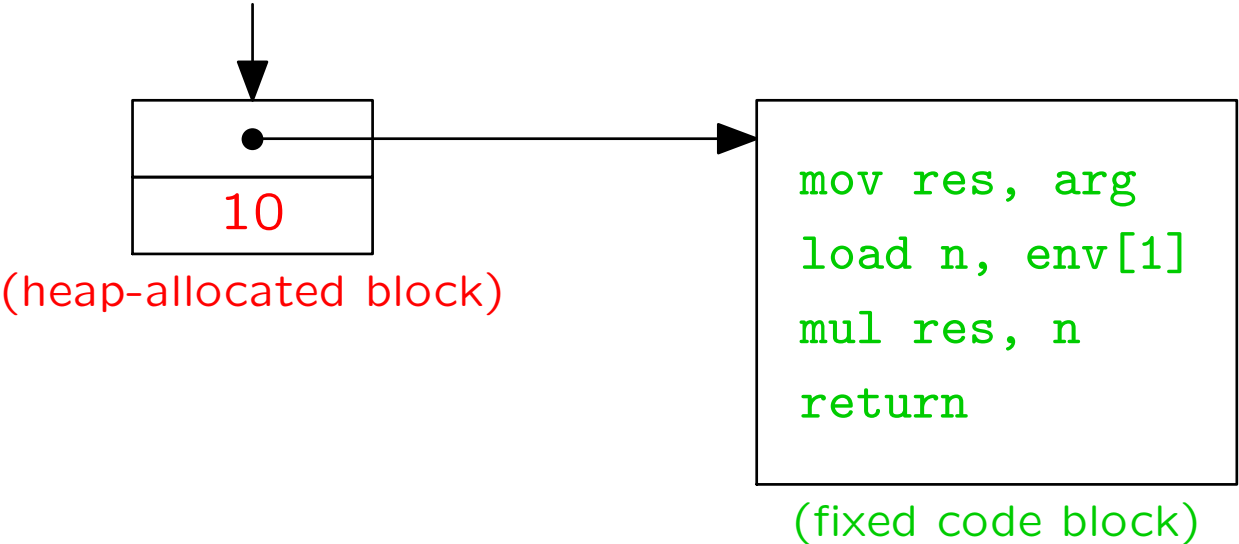 10
(heap-allocated block)
mov res, arg
load n, env[1]
mul res, n
return
(fixed code block)